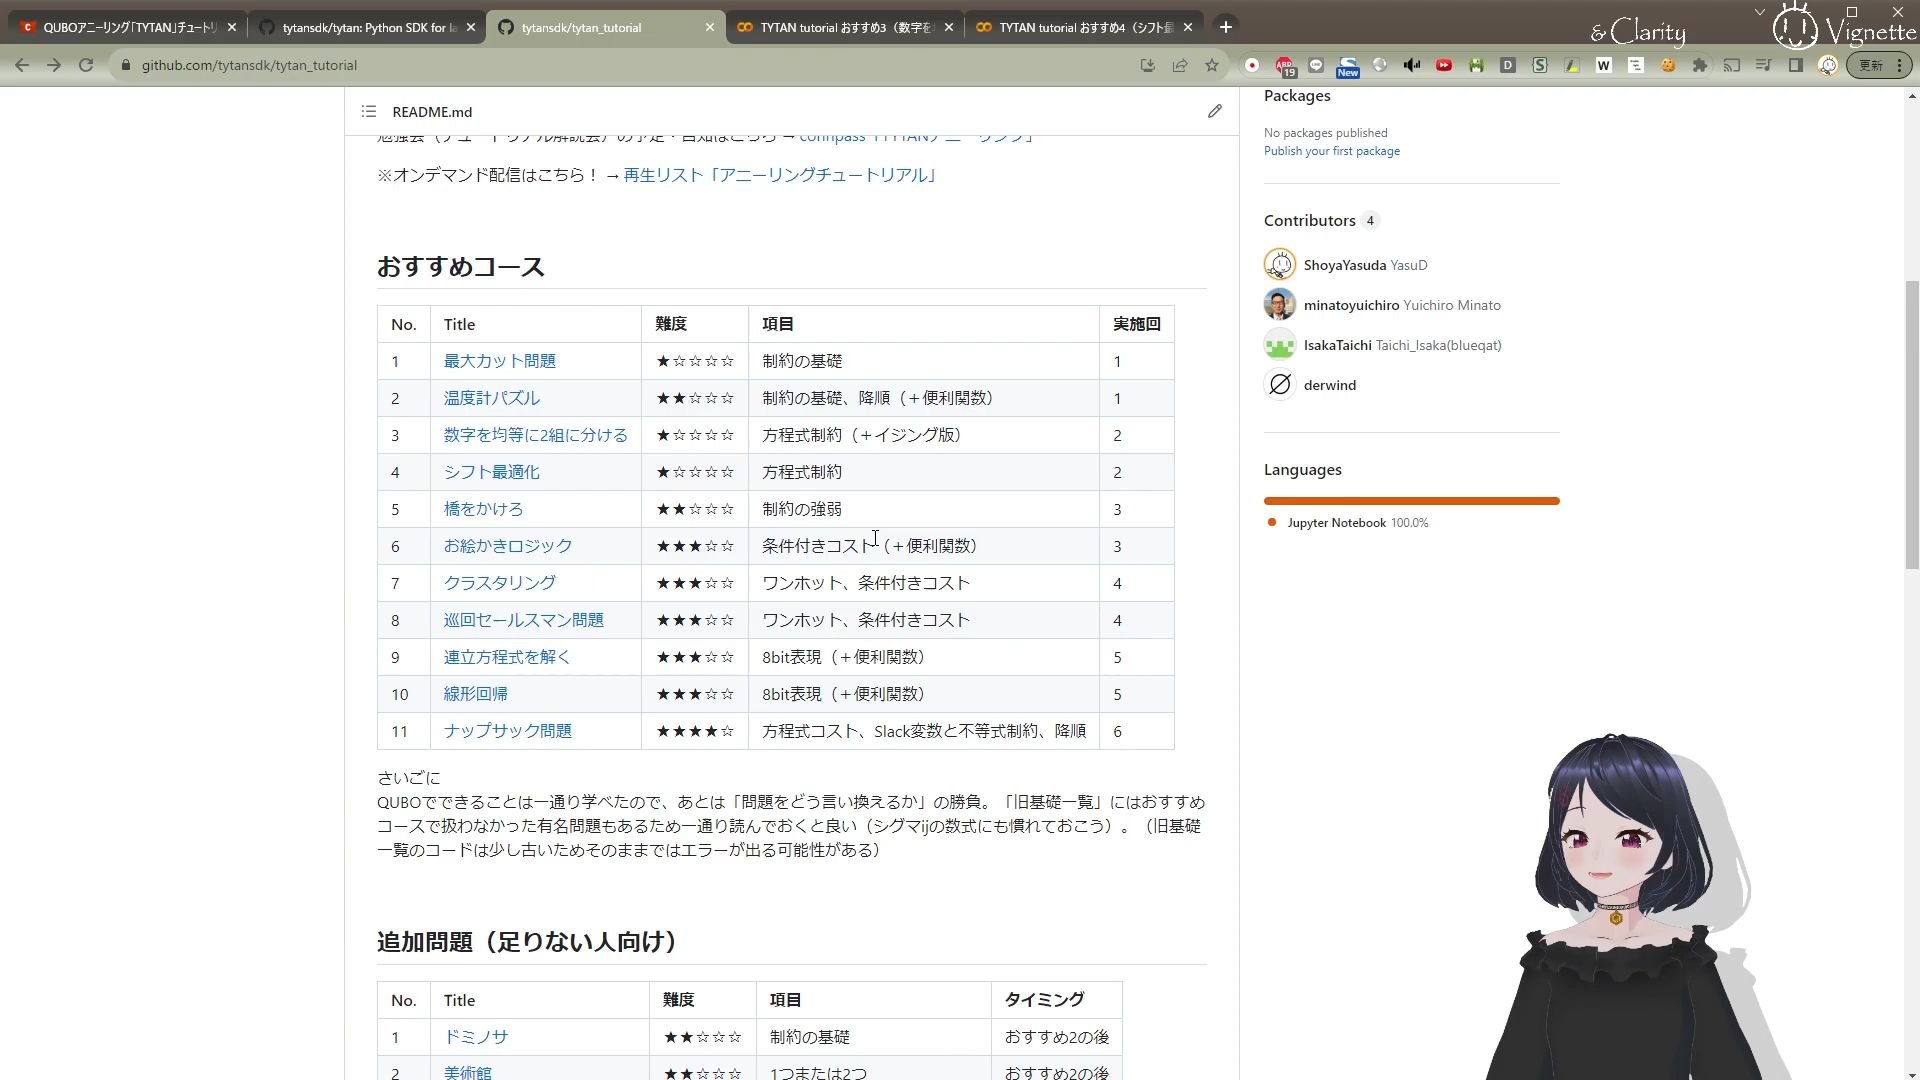 QUBOアニーリング「TYTAN」チュートリ
tytansdk/tytan: Python SDK for la
tytansdk/tytan_tutorial
TYTAN tutorial おすすめ3（数字を
TYTAN tutorial おすすめ4（シフト最
& Clarity
Vignette
github.com/tytansdk/tytan_tutorial
19
New
更新
README.md
※オンデマンド配信はこちら！ → 再生リスト「アニーリングチュートリアル」
おすすめコース
No. Title 難度 項目 実施回
1 最大カット問題 ★☆☆☆☆ 制約の基礎 1
2 温度計パズル ★★☆☆☆ 制約の基礎、降順（＋便利関数） 1
3 数字を均等に2組に分ける ★☆☆☆☆ 方程式制約（＋イジング版） 2
4 シフト最適化 ★☆☆☆☆ 方程式制約 2
5 橋をかけろ ★★☆☆☆ 制約の強弱 3
6 お絵かきロジック ★★★☆☆ 条件付きコスト（＋便利関数） 3
7 クラスタリング ★★★☆☆ ワンホット、条件付きコスト 4
8 巡回セールスマン問題 ★★★☆☆ ワンホット、条件付きコスト 4
9 連立方程式を解く ★★★☆☆ 8bit表現（＋便利関数） 5
10 線形回帰 ★★★☆☆ 8bit表現（＋便利関数） 5
11 ナップサック問題 ★★★★☆ 方程式コスト、Slack変数と不等式制約、降順 6
さいごに
QUBOでできることは一通り学べたので、あとは「問題をどう言い換えるか」の勝負。「旧基礎一覧」にはおすすめ
コースで扱わなかった有名問題もあるため一通り読んでおくと良い（シグマijの数式にも慣れておこう）。（旧基礎
一覧のコードは少し古いためそのままではエラーが出る可能性がある）
追加問題（足りない人向け）
No. Title 難度 項目 タイミング
1 ドミノサ ★★☆☆☆ 制約の基礎 おすすめ2の後
2 美術館 ★★☆☆☆ 1つまたは2つ おすすめ2の後
Packages
No packages published
Publish your first package
Contributors 4
ShoyaYasuda YasuD
minatoyuichiro Yuichiro Minato
IsakaTaichi Taichi_Isaka(blueqat)
derwind
Languages
Jupyter Notebook 100.0%